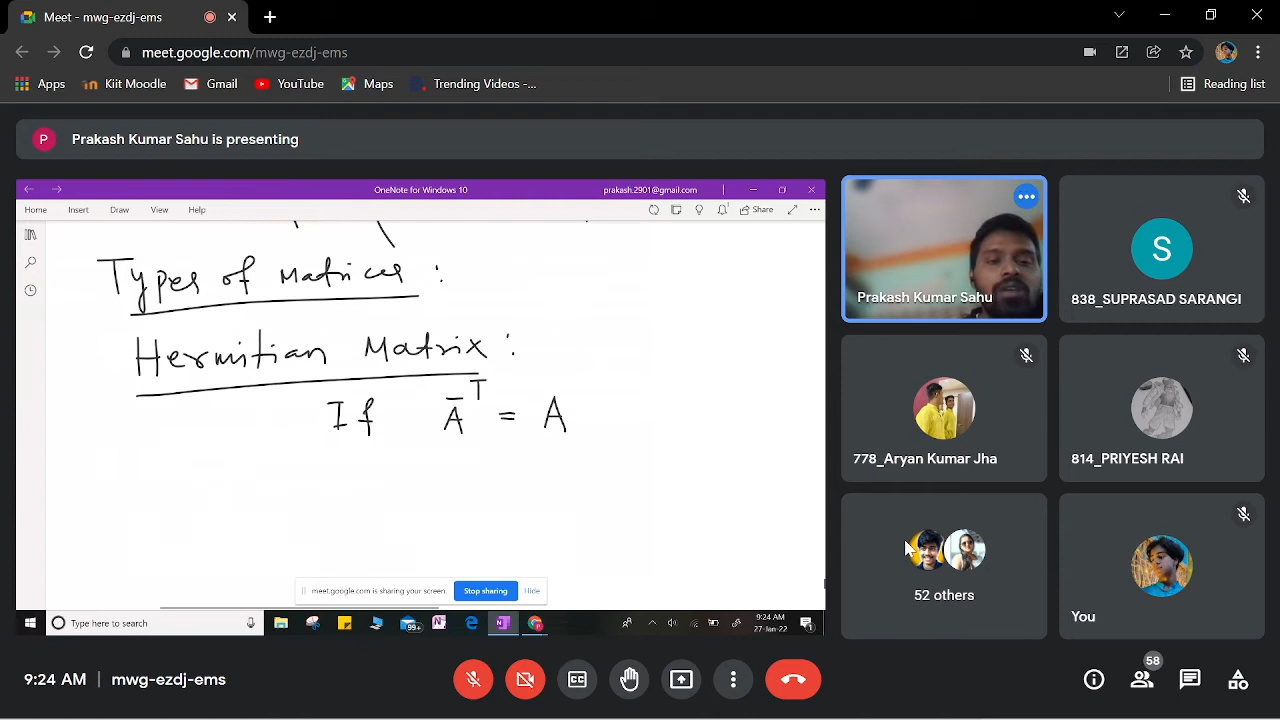 Meet - mwg-ezdj-ems
meet.google.com/mwg-ezdj-ems
Apps Kiit Moodle Gmail YouTube Maps Trending Videos -... Reading list
P Prakash Kumar Sahu is presenting
OneNote for Windows 10 prakash.2901@gmail.com
Home Insert Draw View Help Share
Types of Matrices :
Hermitian Matrix :
If Ā^T = A
meet.google.com is sharing your screen. Stop sharing Hide
Type here to search 99+ 9:24 AM
27-Jan-22
Prakash Kumar Sahu
S
838_SUPRASAD SARANGI
778_Aryan Kumar Jha
814_PRIYESH RAI
52 others
You
9:24 AM | mwg-ezdj-ems
58